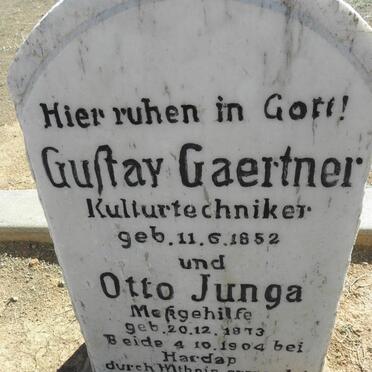 Hier ruhen in Gott!
Guſtav Gaertner
Kulturtechniker
geb. 11.6.1852
und
Otto Junga
Meßgehilfe
geb. 20.12.1873
Beide 4.10.1904 bei
Hardap
durch